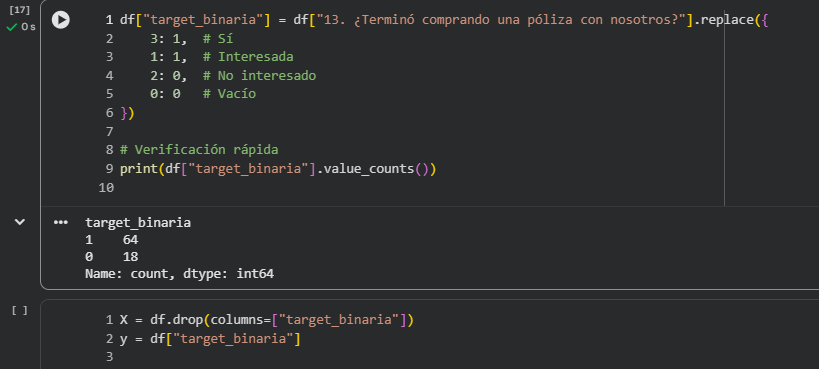 [17]
0 s
1 df["target_binaria"] = df["13. ¿Terminó comprando una póliza con nosotros?"].replace({
2     3: 1,  # Sí
3     1: 1,  # Interesada
4     2: 0,  # No interesado
5     0: 0   # Vacío
6 })
7
8 # Verificación rápida
9 print(df["target_binaria"].value_counts())
10
target_binaria
1    64
0    18
Name: count, dtype: int64
[ ]
1 X = df.drop(columns=["target_binaria"])
2 y = df["target_binaria"]
3